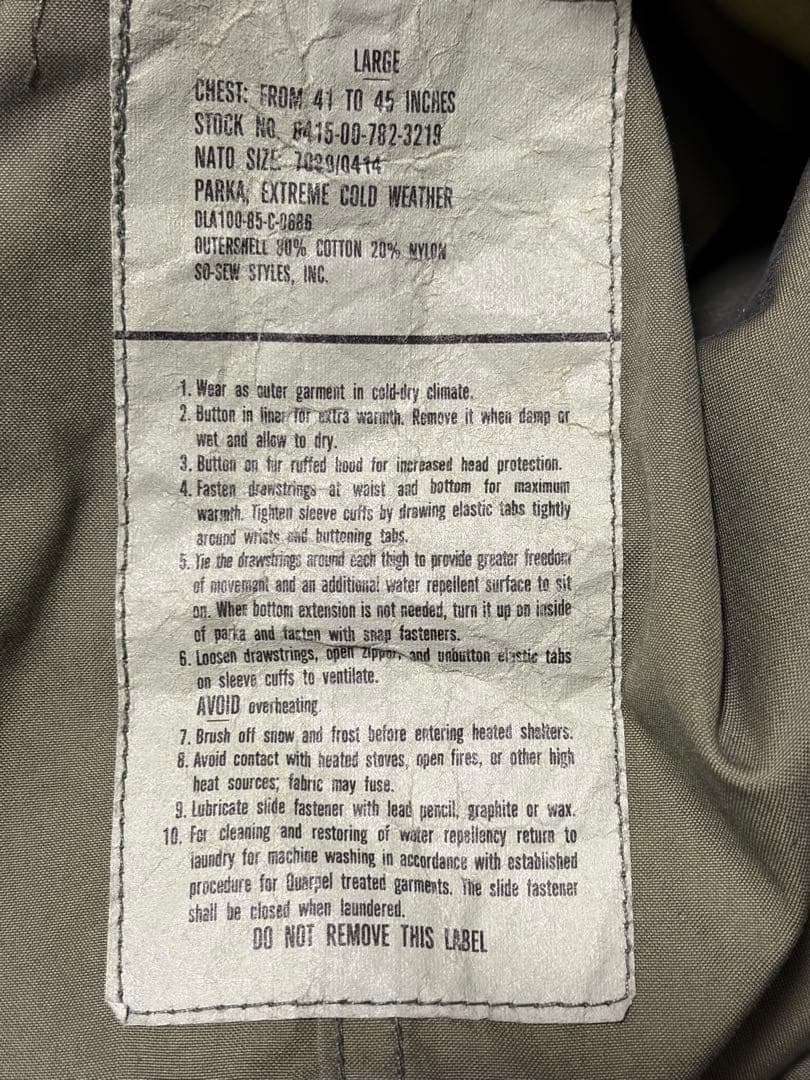 LARGE
CHEST: FROM 41 TO 45 INCHES
STOCK NO. 8415-00-782-3219
NATO SIZE 7029/0414
PARKA, EXTREME COLD WEATHER
DLA100-85-C-0686
OUTERSHELL 80% COTTON 20% NYLON
SO-SEW STYLES, INC.
1. Wear as outer garment in cold-dry climate.
2. Button in liner for extra warmth. Remove it when damp or
wet and allow to dry.
3. Button on fur ruffed hood for increased head protection.
4. Fasten drawstrings at waist and bottom for maximum
warmth. Tighten sleeve cuffs by drawing elastic tabs tightly
around wrists and buttoning tabs.
5. Tie the drawstrings around each thigh to provide greater freedom
of movement and an additional water repellent surface to sit
on. When bottom extension is not needed, turn it up on inside
of parka and fasten with snap fasteners.
6. Loosen drawstrings, open zipper, and unbutton elastic tabs
on sleeve cuffs to ventilate.
AVOID overheating.
7. Brush off snow and frost before entering heated shelters.
8. Avoid contact with heated stoves, open fires, or other high
heat sources; fabric may fuse.
9. Lubricate slide fastener with lead pencil, graphite or wax.
10. For cleaning and restoring of water repellency return to
laundry for machine washing in accordance with established
procedure for Quarpel treated garments. The slide fastener
shall be closed when laundered.
DO NOT REMOVE THIS LABEL